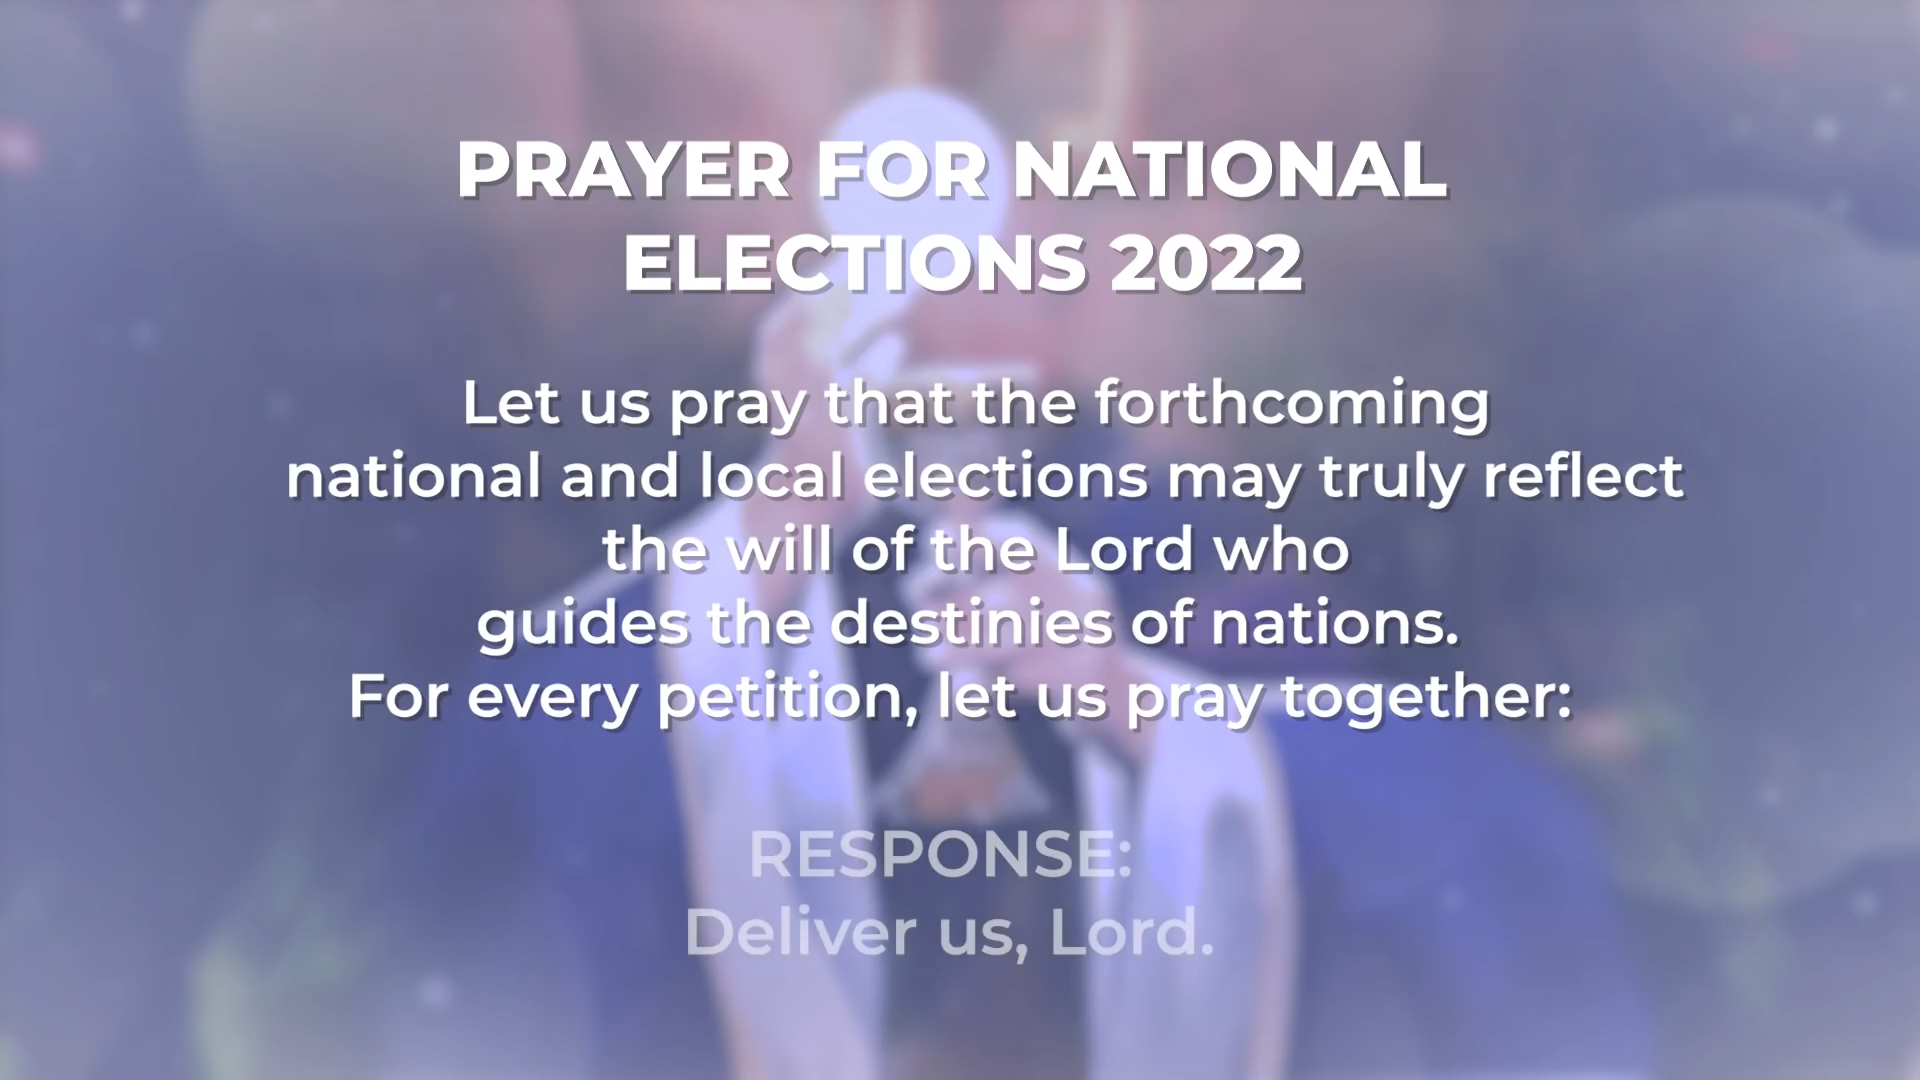 PRAYER FOR NATIONAL
ELECTIONS 2022
Let us pray that the forthcoming
national and local elections may truly reflect
the will of the Lord who
guides the destinies of nations.
For every petition, let us pray together:
RESPONSE:
Deliver us, Lord.